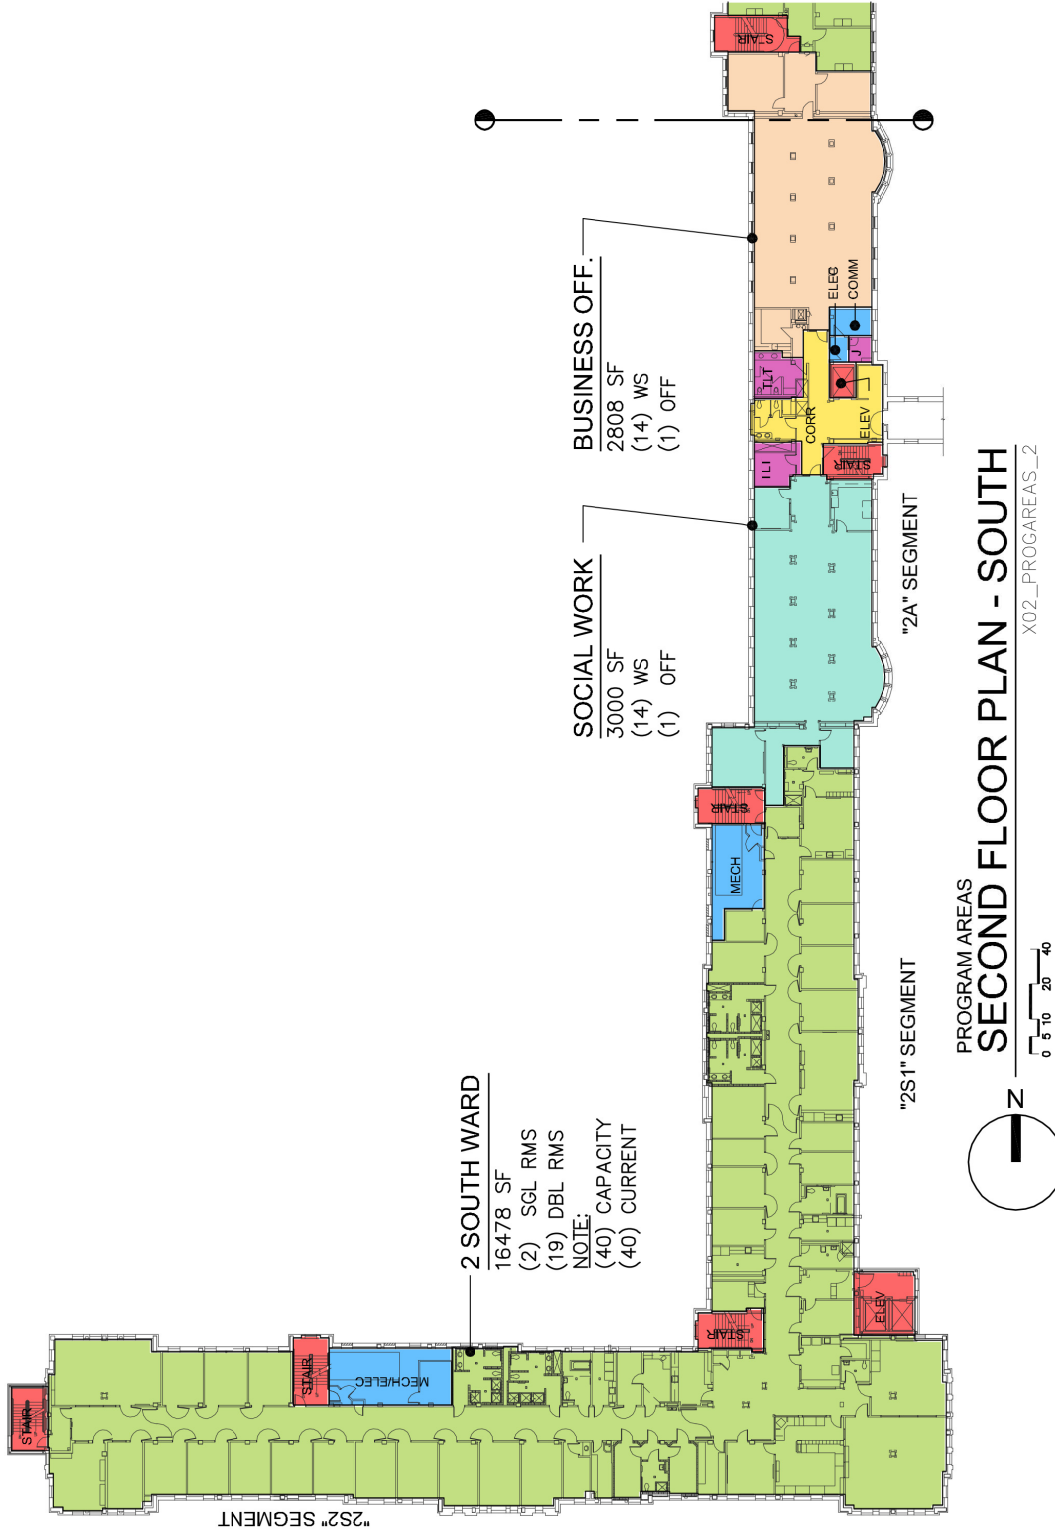 STAIR
BUSINESS OFF.
2808 SF
(14) WS
(1) OFF
ELEC
COMM
J
TLT
CORR
ELEV
STAIR
SOCIAL WORK
3000 SF
(14) WS
(1) OFF
"2A" SEGMENT
STAIR
MECH
"2S1" SEGMENT
2 SOUTH WARD
16478 SF
(2) SGL RMS
(19) DBL RMS
NOTE:
(40) CAPACITY
(40) CURRENT
STAIR
ELEV
STAIR
MECH/ELEC
STAIR
"2S2" SEGMENT
PROGRAM AREAS
SECOND FLOOR PLAN - SOUTH
X02_PROGAREAS_2
N
0 5 10 20 40